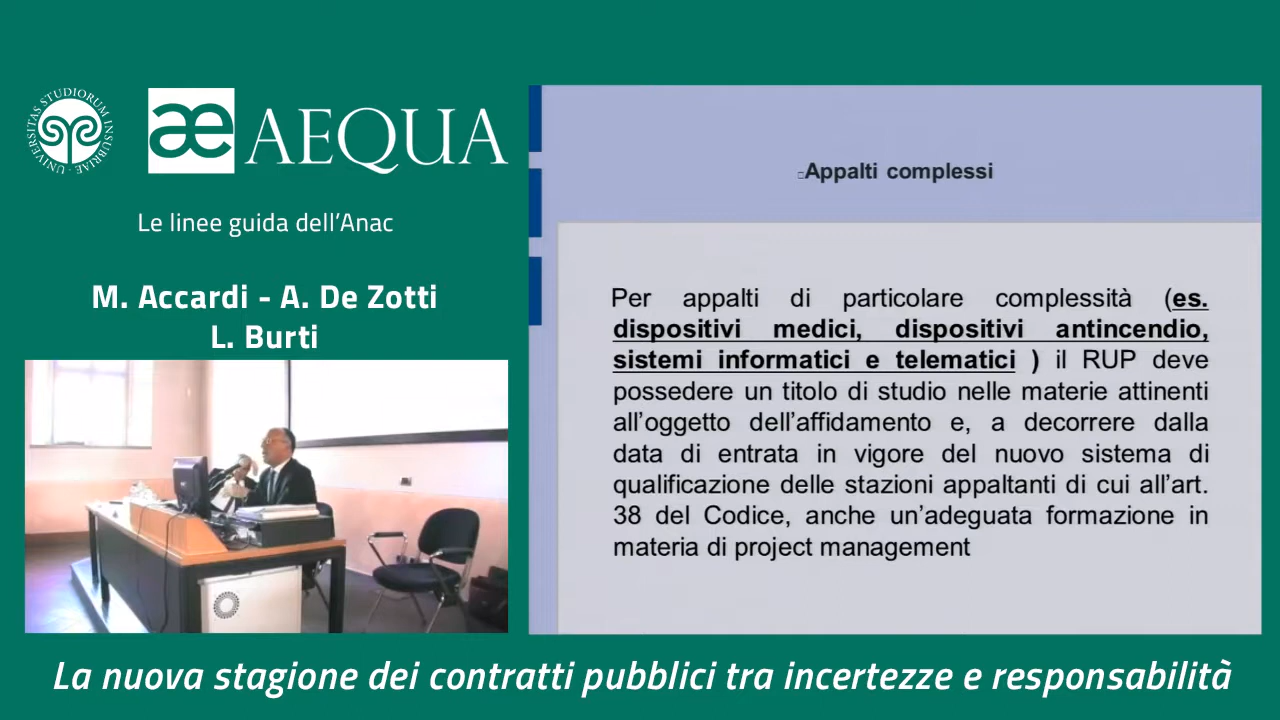 UNIVERSITAS STUDIORUM INSUBRIAE
æ AEQUA
Le linee guida dell'Anac
M. Accardi - A. De Zotti
L. Burti
Appalti complessi
Per appalti di particolare complessità (es.
dispositivi medici, dispositivi antincendio,
sistemi informatici e telematici ) il RUP deve
possedere un titolo di studio nelle materie attinenti
all'oggetto dell'affidamento e, a decorrere dalla
data di entrata in vigore del nuovo sistema di
qualificazione delle stazioni appaltanti di cui all'art.
38 del Codice, anche un'adeguata formazione in
materia di project management
La nuova stagione dei contratti pubblici tra incertezze e responsabilità